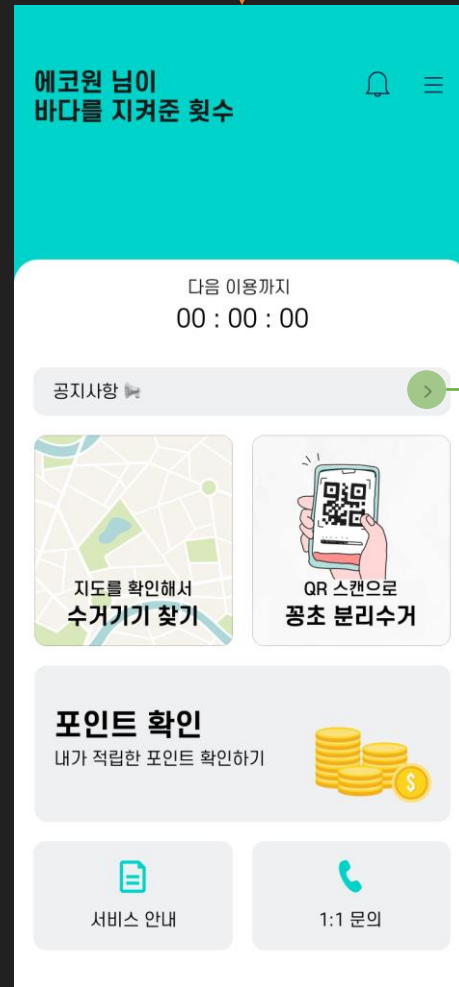 에코원 님이
바다를 지켜준 횟수
다음 이용까지
00 : 00 : 00
공지사항
지도를 확인해서
수거기기 찾기
QR 스캔으로
꽁초 분리수거
포인트 확인
내가 적립한 포인트 확인하기
$
서비스 안내
1:1 문의